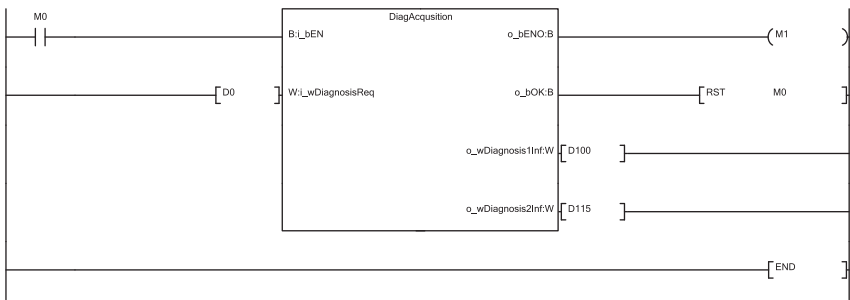 M0 DiagAcqusition
B:i_bEN o_bENO:B M1
D0 W:i_wDiagnosisReq o_bOK:B RST M0
o_wDiagnosis1Inf:W D100
o_wDiagnosis2Inf:W D115
END